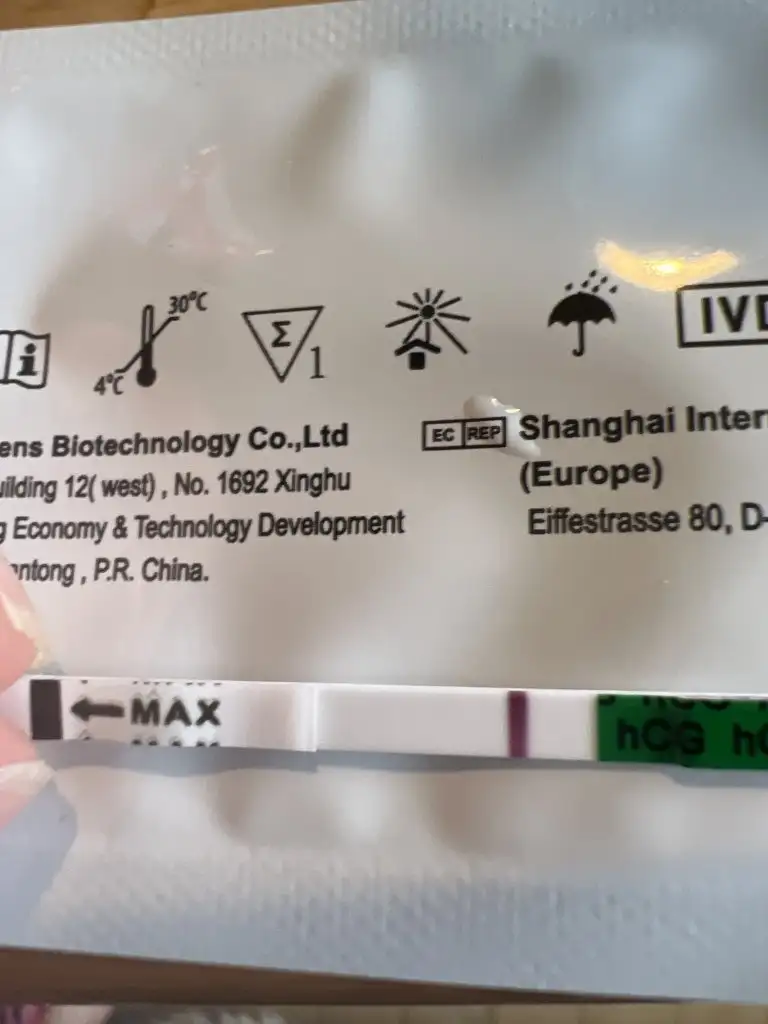 30°C
4°C
Σ 1
i
IVD
ens Biotechnology Co.,Ltd
uilding 12( west) , No. 1692 Xinghu
g Economy & Technology Development
ntong , P.R. China.
EC REP Shanghai Inter
(Europe)
Eiffestrasse 80, D-
MAX
hCG h